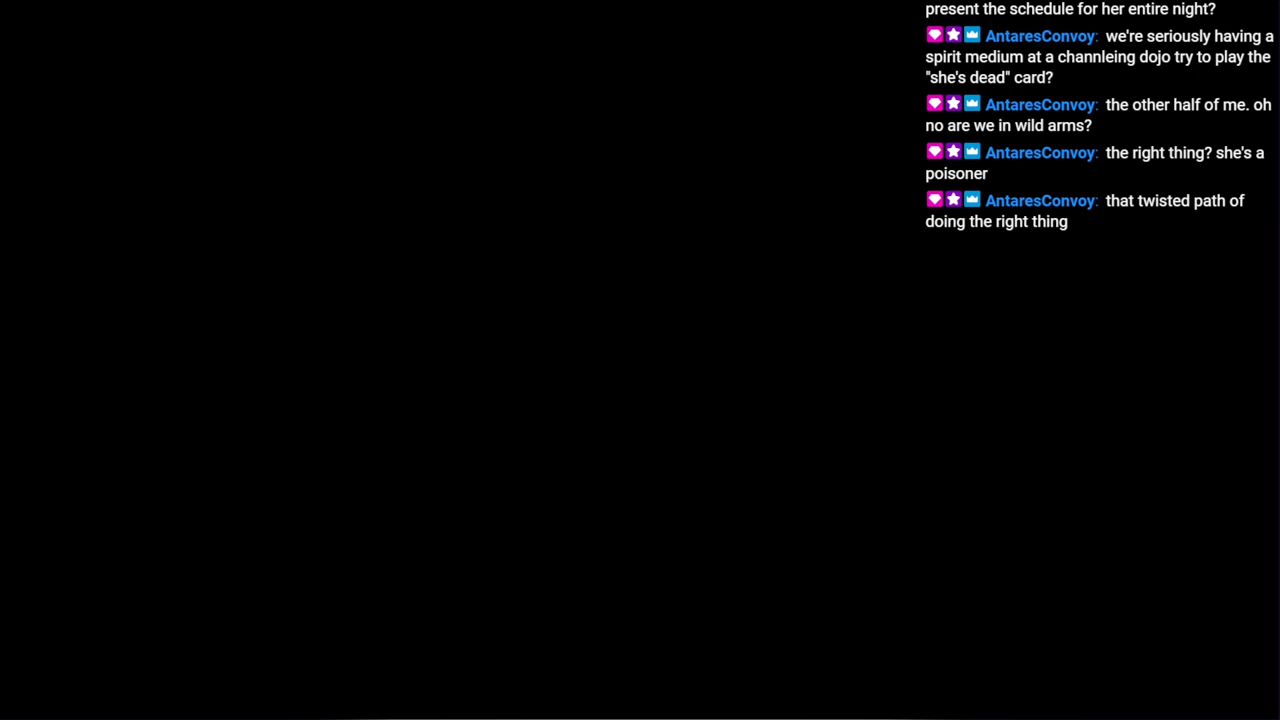 present the schedule for her entire night?
AntaresConvoy: we're seriously having a
spirit medium at a channleing dojo try to play the
"she's dead" card?
AntaresConvoy: the other half of me. oh
no are we in wild arms?
AntaresConvoy: the right thing? she's a
poisoner
AntaresConvoy: that twisted path of
doing the right thing